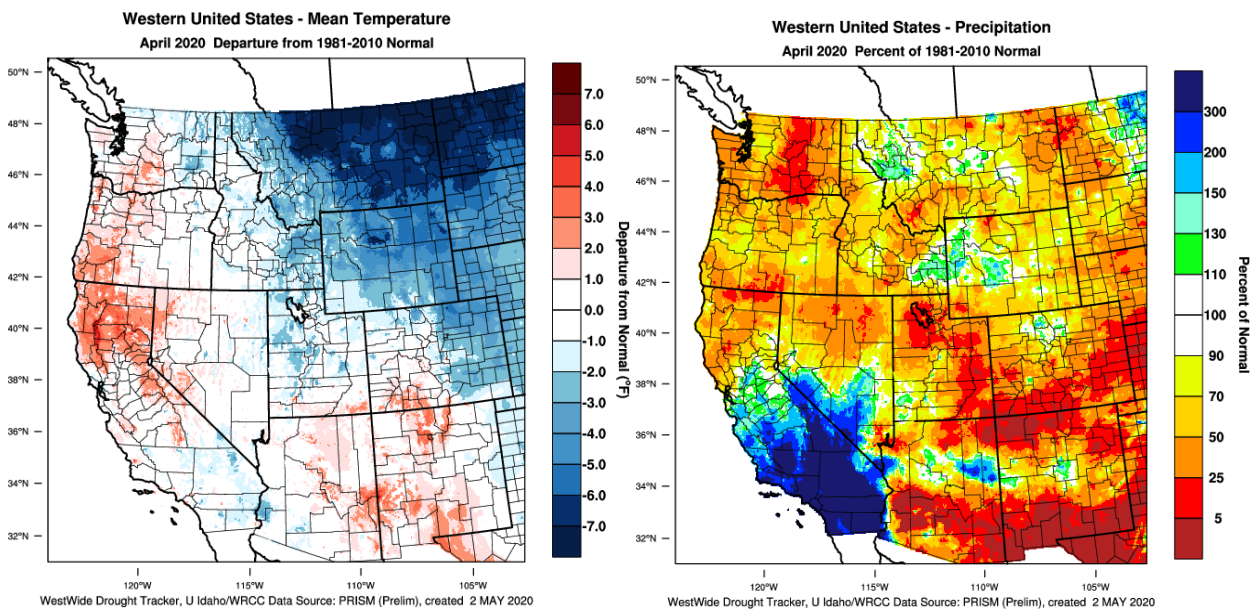 Western United States - Mean Temperature
April 2020 Departure from 1981-2010 Normal
50°N
48°N
46°N
44°N
42°N
40°N
38°N
36°N
34°N
32°N
120°W
115°W
110°W
105°W
7.0
6.0
5.0
4.0
3.0
2.0
1.0
0.0
-1.0
-2.0
-3.0
-4.0
-5.0
-6.0
-7.0
Departure from Normal (°F)
WestWide Drought Tracker, U Idaho/WRCC Data Source: PRISM (Prelim), created 2 MAY 2020
Western United States - Precipitation
April 2020 Percent of 1981-2010 Normal
50°N
48°N
46°N
44°N
42°N
40°N
38°N
36°N
34°N
32°N
120°W
115°W
110°W
105°W
300
200
150
130
110
100
90
70
50
25
5
Percent of Normal
WestWide Drought Tracker, U Idaho/WRCC Data Source: PRISM (Prelim), created 2 MAY 2020